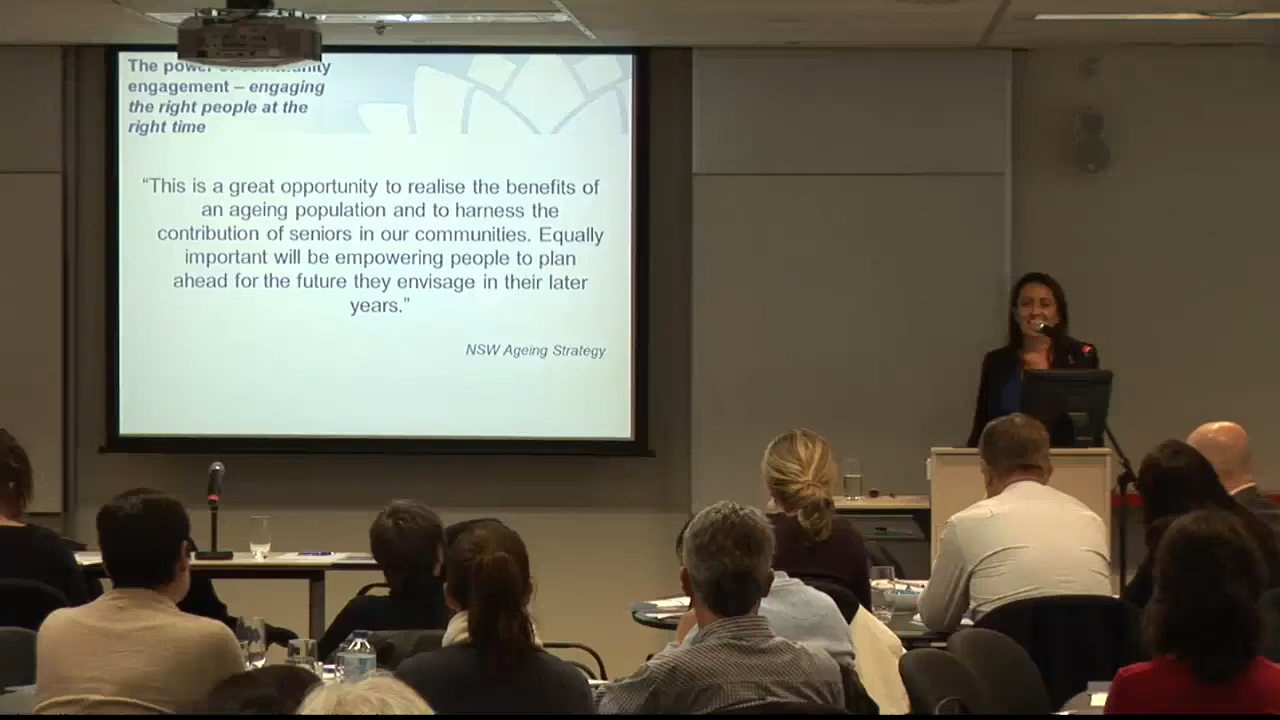 The power of community
engagement – engaging
the right people at the
right time
“This is a great opportunity to realise the benefits of
an ageing population and to harness the
contribution of seniors in our communities. Equally
important will be empowering people to plan
ahead for the future they envisage in their later
years.”
NSW Ageing Strategy